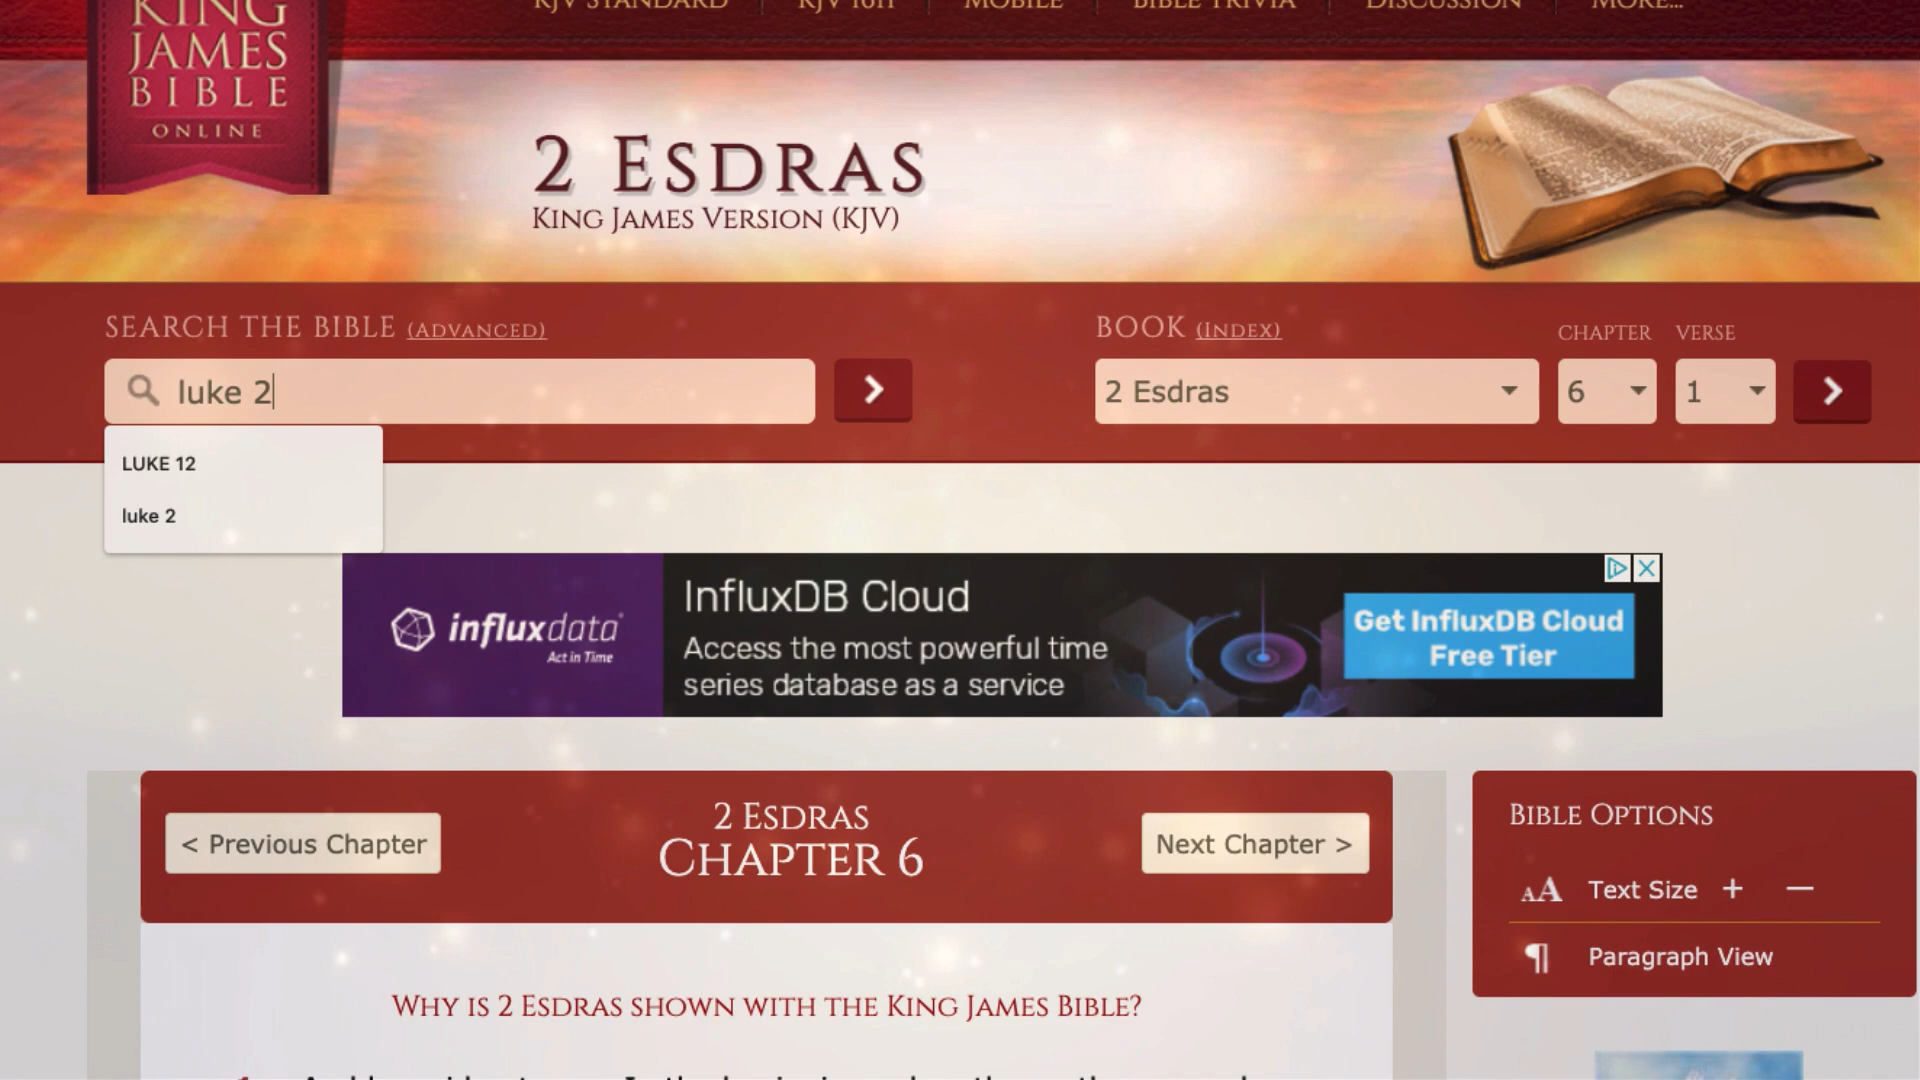 KING
JAMES
BIBLE
ONLINE
KJV STANDARD
KJV 1611
MOBILE
BIBLE TRIVIA
DISCUSSION
MORE...
2 ESDRAS
KING JAMES VERSION (KJV)
SEARCH THE BIBLE (ADVANCED)
BOOK (INDEX)
CHAPTER
VERSE
luke 2
2 Esdras
6
1
LUKE 12
luke 2
influxdata
Act in Time
InfluxDB Cloud
Access the most powerful time
series database as a service
Get InfluxDB Cloud
Free Tier
< Previous Chapter
2 ESDRAS
CHAPTER 6
Next Chapter >
BIBLE OPTIONS
AA Text Size + —
¶ Paragraph View
WHY IS 2 ESDRAS SHOWN WITH THE KING JAMES BIBLE?